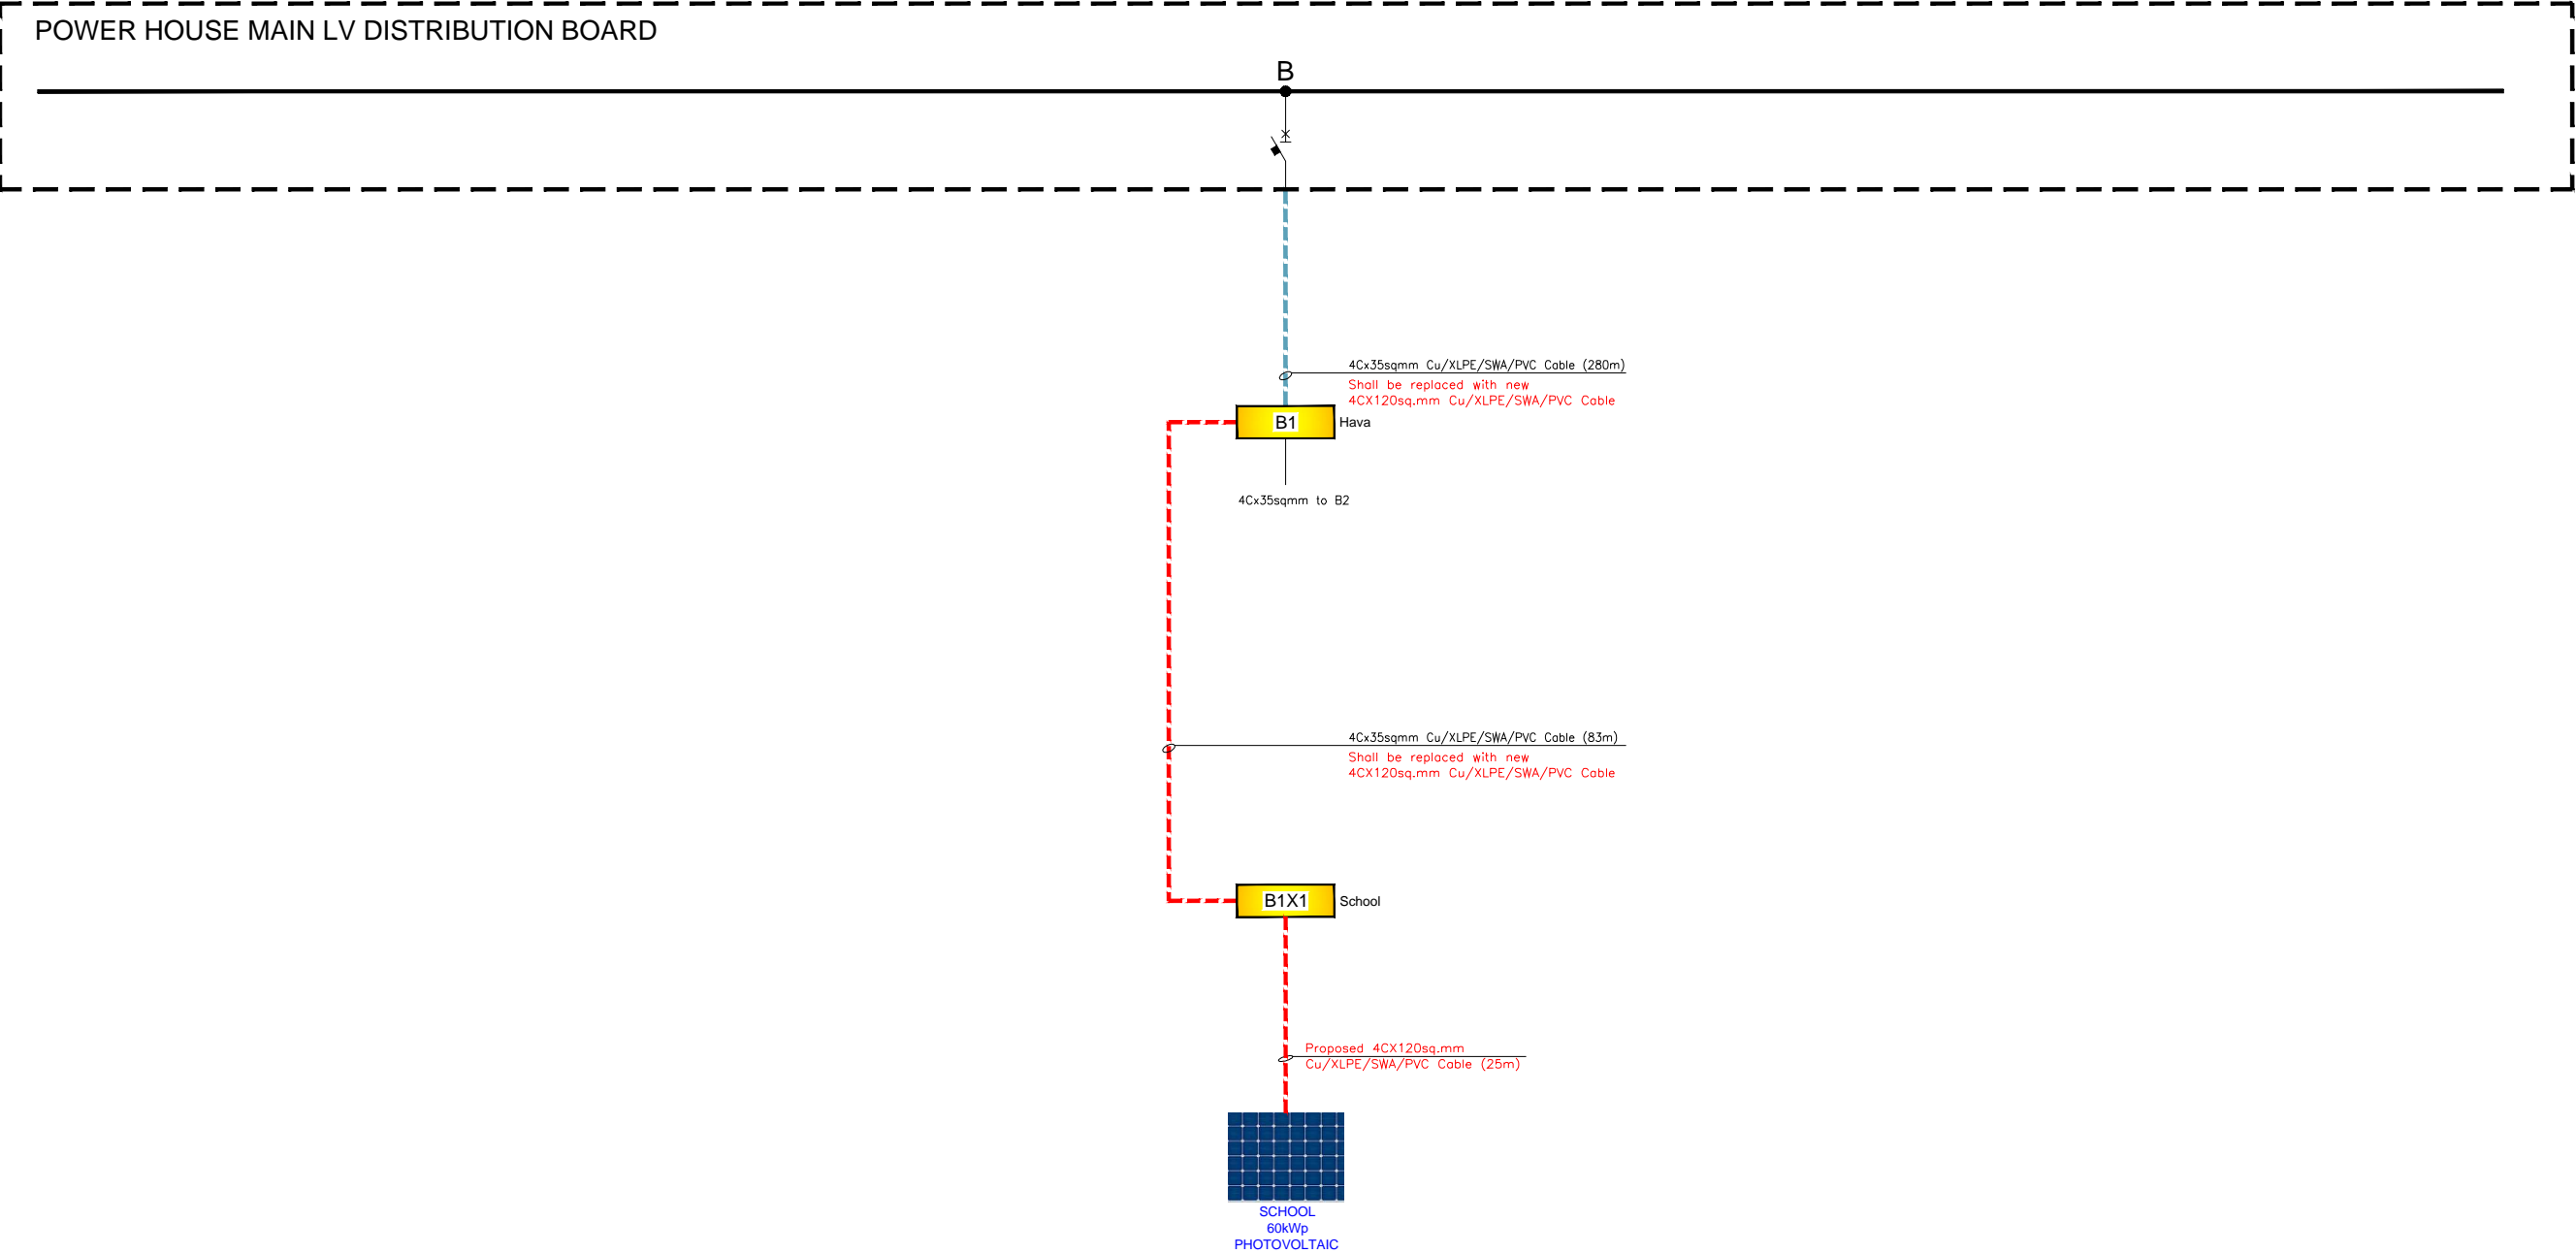 POWER HOUSE MAIN LV DISTRIBUTION BOARD
B
4Cx35sqmm Cu/XLPE/SWA/PVC Cable (280m)
Shall be replaced with new
4CX120sq.mm Cu/XLPE/SWA/PVC Cable
B1
Hava
4Cx35sqmm to B2
4Cx35sqmm Cu/XLPE/SWA/PVC Cable (83m)
Shall be replaced with new
4CX120sq.mm Cu/XLPE/SWA/PVC Cable
B1X1
School
Proposed 4CX120sq.mm
Cu/XLPE/SWA/PVC Cable (25m)
SCHOOL
60kWp
PHOTOVOLTAIC